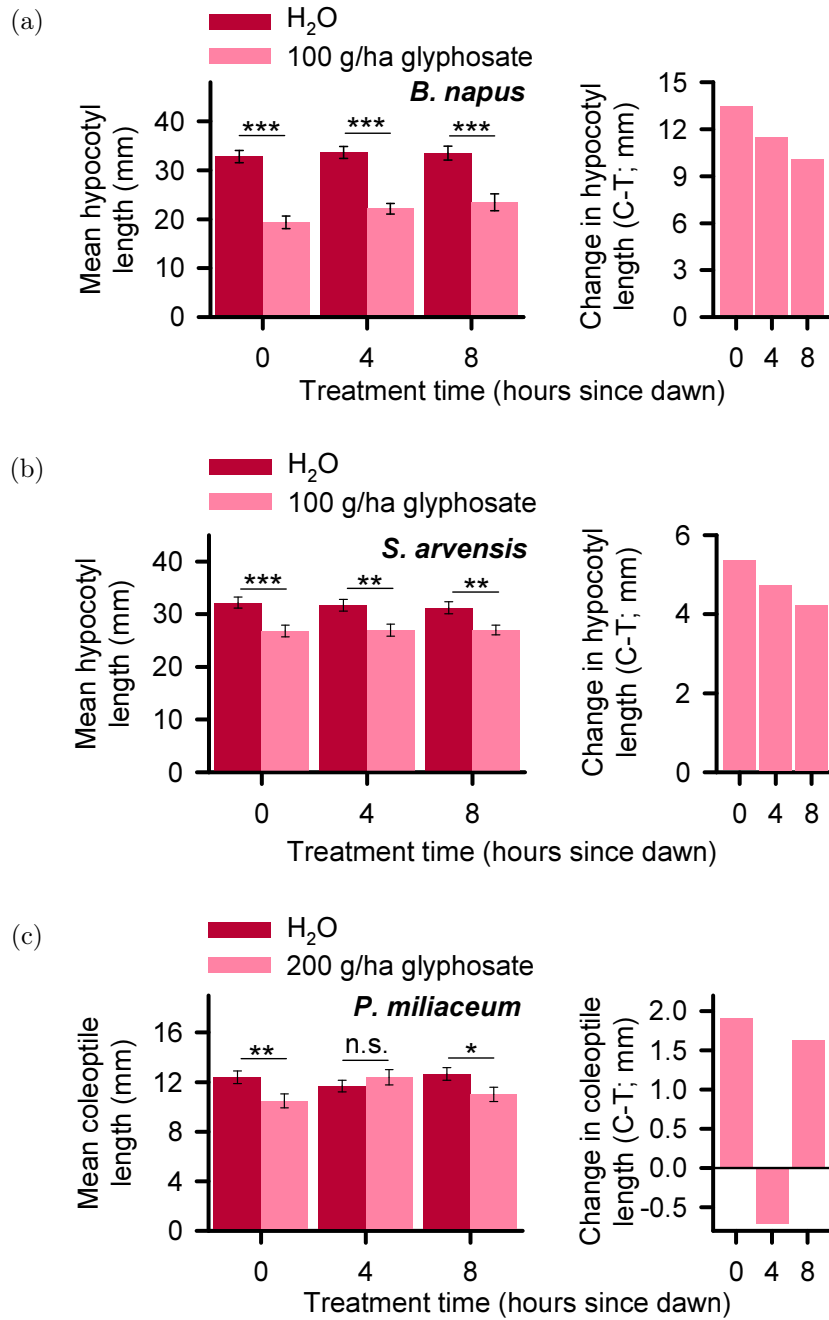 (a)
H₂O
100 g/ha glyphosate
B. napus
Mean hypocotyl
length (mm)
40
30
20
10
0
***
***
***
0
4
8
Change in hypocotyl
length (C-T; mm)
15
12
9
6
3
0
0 4 8
Treatment time (hours since dawn)
(b)
H₂O
100 g/ha glyphosate
S. arvensis
Mean hypocotyl
length (mm)
40
30
20
10
0
***
**
**
0
4
8
Change in hypocotyl
length (C-T; mm)
6
4
2
0
0 4 8
Treatment time (hours since dawn)
(c)
H₂O
200 g/ha glyphosate
P. miliaceum
Mean coleoptile
length (mm)
16
12
8
4
0
**
n.s.
*
0
4
8
Change in coleoptile
length (C-T; mm)
2.0
1.5
1.0
0.5
0.0
-0.5
0 4 8
Treatment time (hours since dawn)